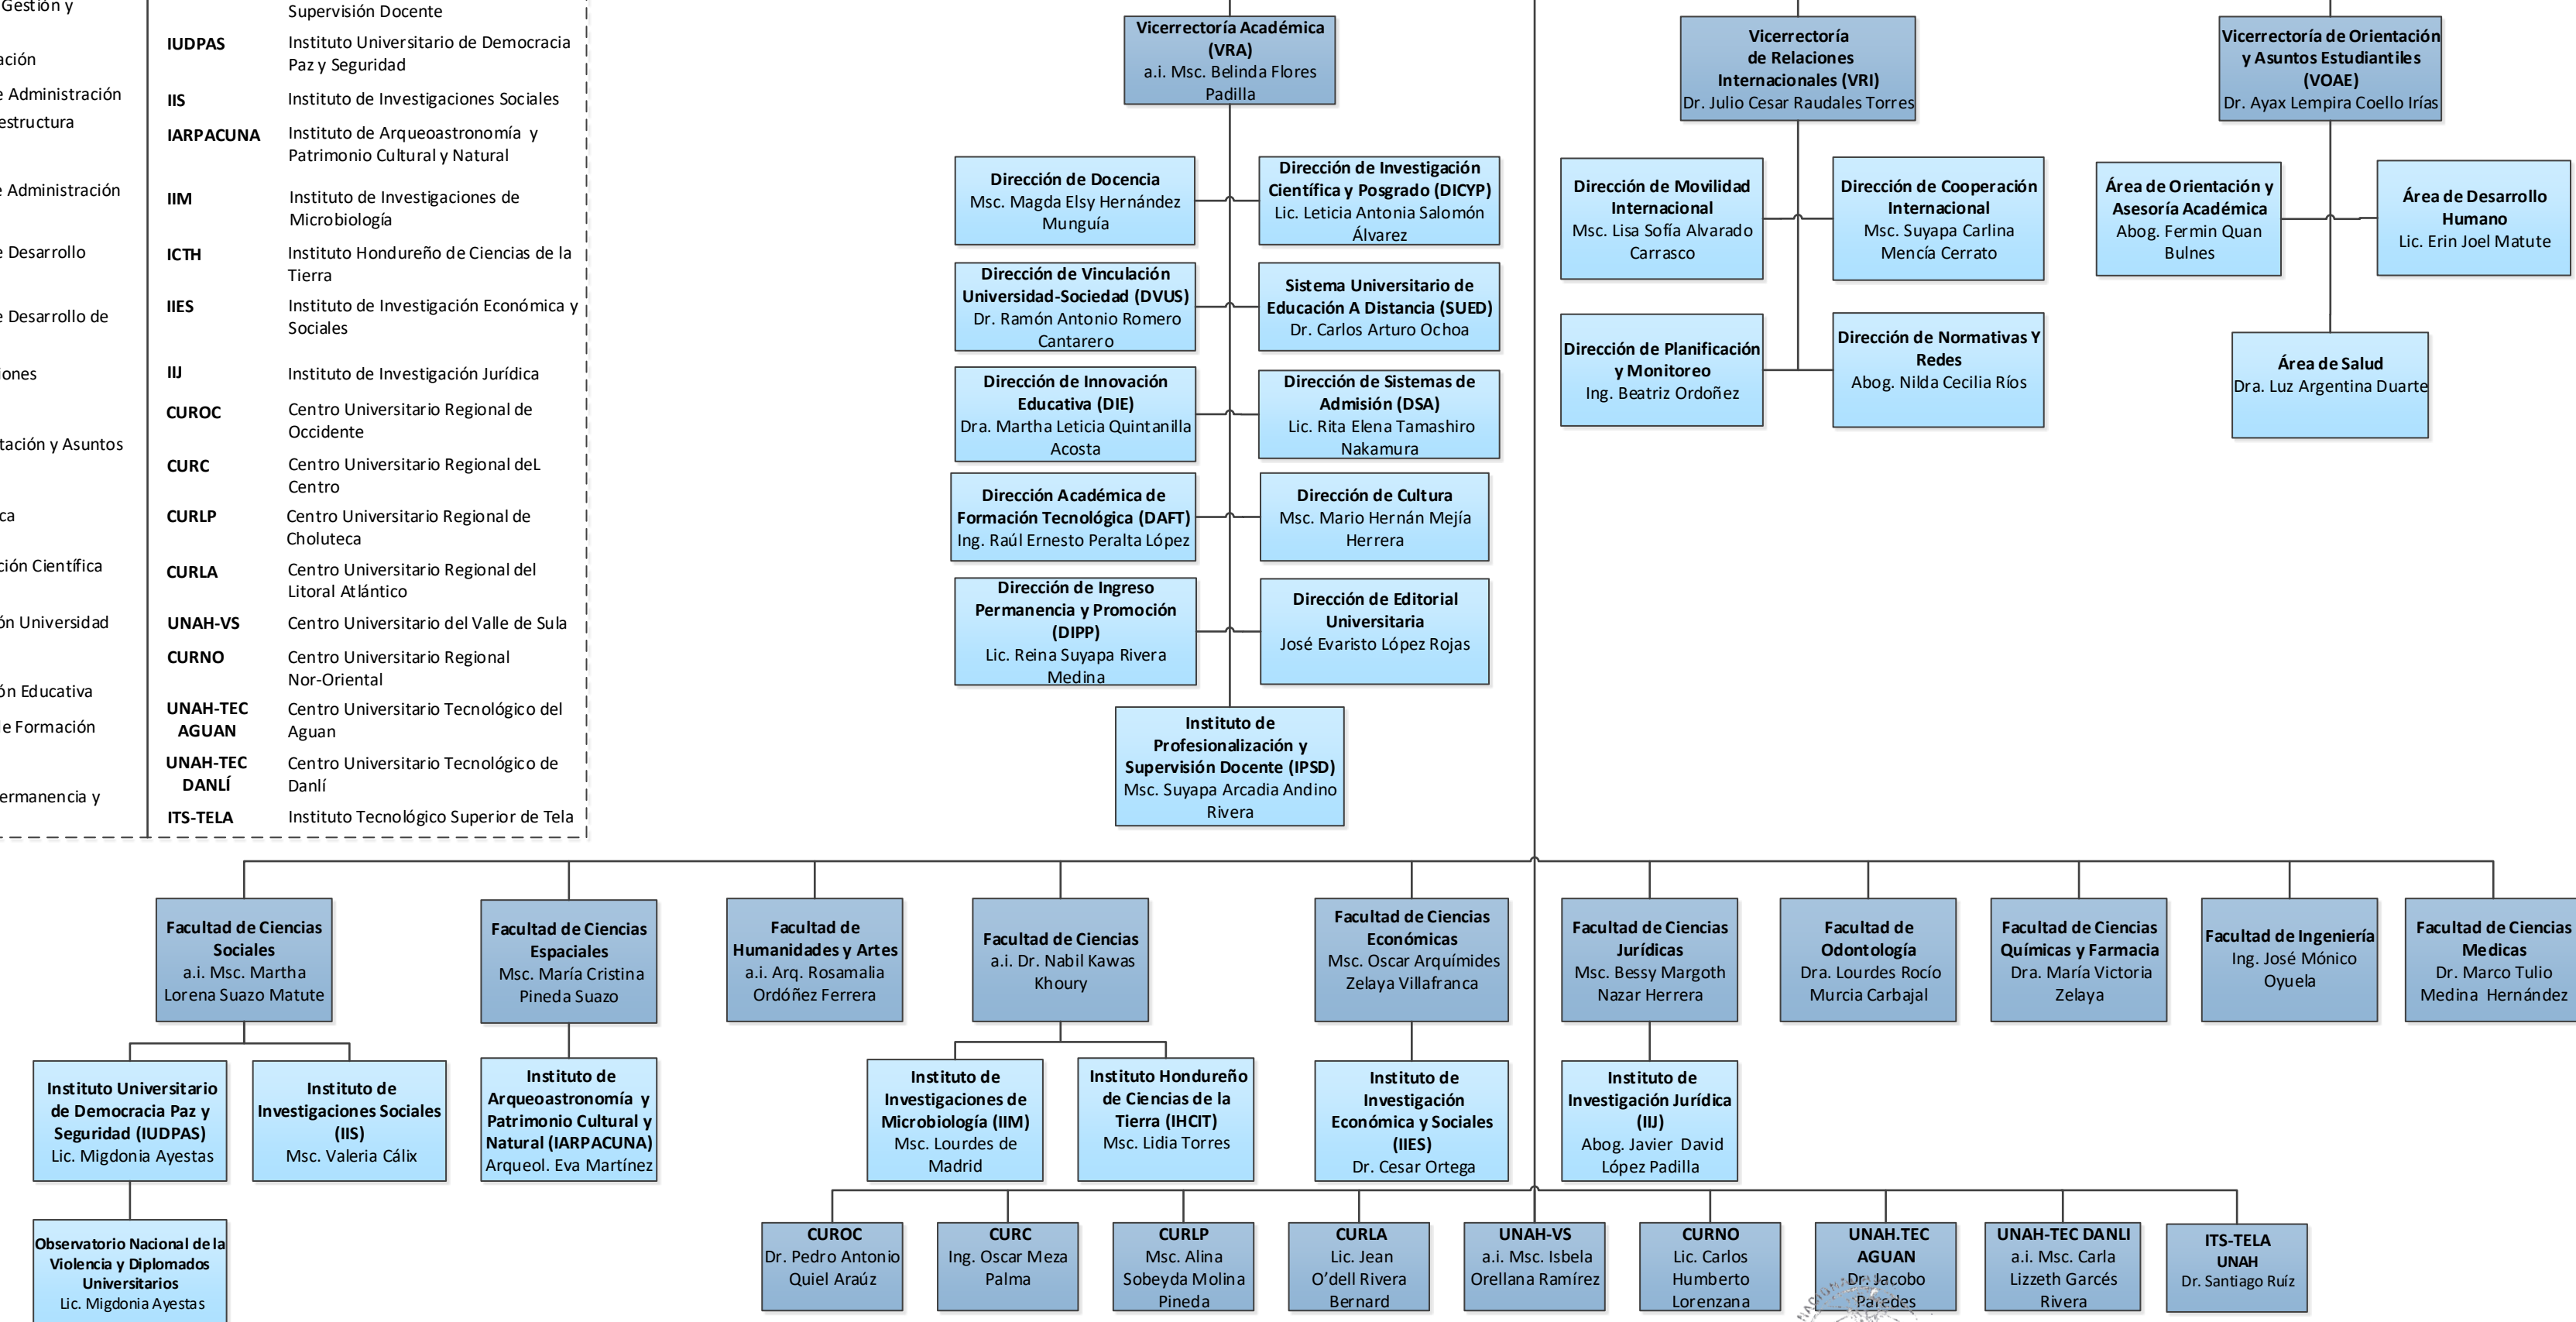 Gestión y
ación
e Administración
estructura
e Administración
e Desarrollo
e Desarrollo de
iones
tación y Asuntos
ca
ción Científica
ón Universidad
ón Educativa
de Formación
ermanencia y
Supervisión Docente
IUDPAS Instituto Universitario de Democracia
Paz y Seguridad
IIS Instituto de Investigaciones Sociales
IARPACUNA Instituto de Arqueoastronomía y
Patrimonio Cultural y Natural
IIM Instituto de Investigaciones de
Microbiología
ICTH Instituto Hondureño de Ciencias de la
Tierra
IIES Instituto de Investigación Económica y
Sociales
IIJ Instituto de Investigación Jurídica
CUROC Centro Universitario Regional de
Occidente
CURC Centro Universitario Regional deL
Centro
CURLP Centro Universitario Regional de
Choluteca
CURLA Centro Universitario Regional del
Litoral Atlántico
UNAH-VS Centro Universitario del Valle de Sula
CURNO Centro Universitario Regional
Nor-Oriental
UNAH-TEC Centro Universitario Tecnológico del
AGUAN Aguan
UNAH-TEC Centro Universitario Tecnológico de
DANLÍ Danlí
ITS-TELA Instituto Tecnológico Superior de Tela
Vicerrectoría Académica
(VRA)
a.i. Msc. Belinda Flores
Padilla
Dirección de Docencia
Msc. Magda Elsy Hernández
Munguía
Dirección de Investigación
Científica y Posgrado (DICYP)
Lic. Leticia Antonia Salomón
Álvarez
Dirección de Vinculación
Universidad-Sociedad (DVUS)
Dr. Ramón Antonio Romero
Cantarero
Sistema Universitario de
Educación A Distancia (SUED)
Dr. Carlos Arturo Ochoa
Dirección de Innovación
Educativa (DIE)
Dra. Martha Leticia Quintanilla
Acosta
Dirección de Sistemas de
Admisión (DSA)
Lic. Rita Elena Tamashiro
Nakamura
Dirección Académica de
Formación Tecnológica (DAFT)
Ing. Raúl Ernesto Peralta López
Dirección de Cultura
Msc. Mario Hernán Mejía
Herrera
Dirección de Ingreso
Permanencia y Promoción
(DIPP)
Lic. Reina Suyapa Rivera
Medina
Dirección de Editorial
Universitaria
José Evaristo López Rojas
Instituto de
Profesionalización y
Supervisión Docente (IPSD)
Msc. Suyapa Arcadia Andino
Rivera
Vicerrectoría
de Relaciones
Internacionales (VRI)
Dr. Julio Cesar Raudales Torres
Dirección de Movilidad
Internacional
Msc. Lisa Sofía Alvarado
Carrasco
Dirección de Cooperación
Internacional
Msc. Suyapa Carlina
Mencía Cerrato
Dirección de Planificación
y Monitoreo
Ing. Beatriz Ordoñez
Dirección de Normativas Y
Redes
Abog. Nilda Cecilia Ríos
Vicerrectoría de Orientación
y Asuntos Estudiantiles
(VOAE)
Dr. Ayax Lempira Coello Irías
Área de Orientación y
Asesoría Académica
Abog. Fermin Quan
Bulnes
Área de Desarrollo
Humano
Lic. Erin Joel Matute
Área de Salud
Dra. Luz Argentina Duarte
Facultad de Ciencias
Sociales
a.i. Msc. Martha
Lorena Suazo Matute
Facultad de Ciencias
Espaciales
Msc. María Cristina
Pineda Suazo
Facultad de
Humanidades y Artes
a.i. Arq. Rosamalia
Ordóñez Ferrera
Facultad de Ciencias
a.i. Dr. Nabil Kawas
Khoury
Facultad de Ciencias
Económicas
Msc. Oscar Arquímides
Zelaya Villafranca
Facultad de Ciencias
Jurídicas
Msc. Bessy Margoth
Nazar Herrera
Facultad de
Odontología
Dra. Lourdes Rocío
Murcia Carbajal
Facultad de Ciencias
Químicas y Farmacia
Dra. María Victoria
Zelaya
Facultad de Ingeniería
Ing. José Mónico
Oyuela
Facultad de Ciencias
Medicas
Dr. Marco Tulio
Medina Hernández
Instituto Universitario
de Democracia Paz y
Seguridad (IUDPAS)
Lic. Migdonia Ayestas
Instituto de
Investigaciones Sociales
(IIS)
Msc. Valeria Cálix
Instituto de
Arqueoastronomía y
Patrimonio Cultural y
Natural (IARPACUNA)
Arqueol. Eva Martínez
Instituto de
Investigaciones de
Microbiología (IIM)
Msc. Lourdes de
Madrid
Instituto Hondureño
de Ciencias de la
Tierra (IHCIT)
Msc. Lidia Torres
Instituto de
Investigación
Económica y Sociales
(IIES)
Dr. Cesar Ortega
Instituto de
Investigación Jurídica
(IIJ)
Abog. Javier David
López Padilla
Observatorio Nacional de la
Violencia y Diplomados
Universitarios
Lic. Migdonia Ayestas
CUROC
Dr. Pedro Antonio
Quiel Araúz
CURC
Ing. Oscar Meza
Palma
CURLP
Msc. Alina
Sobeyda Molina
Pineda
CURLA
Lic. Jean
O’dell Rivera
Bernard
UNAH-VS
a.i. Msc. Isbela
Orellana Ramírez
CURNO
Lic. Carlos
Humberto
Lorenzana
UNAH.TEC
AGUAN
Dr. Jacobo
Paredes
UNAH-TEC DANLI
a.i. Msc. Carla
Lizzeth Garcés
Rivera
ITS-TELA
UNAH
Dr. Santiago Ruíz